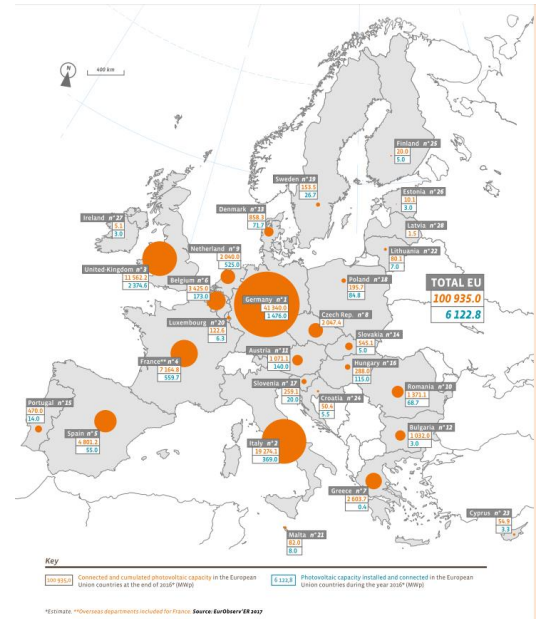 N
400 km
Finland n°25
20.0
5.0
Sweden n°19
153.3
26.7
Estonia n°26
10.1
3.0
Denmark n°13
858.3
71.7
Ireland n°27
5.1
3.0
Latvia n°28
1.5
Lithuania n°22
80.1
7.0
Netherland n°9
2 040.0
525.0
United-Kingdom n°3
11 562.2
2 374.6
Belgium n°6
3 425.0
173.0
Germany n°1
41 340.0
1 476.0
Poland n°18
195.7
84.8
TOTAL EU
100 935.0
6 122.8
Luxembourg n°20
122.6
6.3
Czech Rep. n°8
2 047.4
Slovakia n°14
545.1
5.0
France** n°4
7 164.8
559.7
Austria n°11
1 071.1
140.0
Hungary n°16
288.0
115.0
Slovenia n°17
259.1
20.0
Croatia n°24
50.4
5.5
Romania n°10
1 371.1
68.7
Portugal n°15
470.0
14.0
Spain n°5
4 801.2
55.0
Italy n°2
19 274.1
369.0
Bulgaria n°12
1 032.0
3.0
Greece n°7
2 603.7
0.4
Cyprus n° 23
54.9
3.3
Malta n°21
82.0
8.0
Key
100 935,0 Connected and cumulated photovoltaic capacity in the European
Union countries at the end of 2016* (MWp)
6 122,8 Photovoltaic capacity installed and connected in the European
Union countries during the year 2016* (MWp)
*Estimate, **Overseas departments included for France. Source: EurObserv'ER 2017